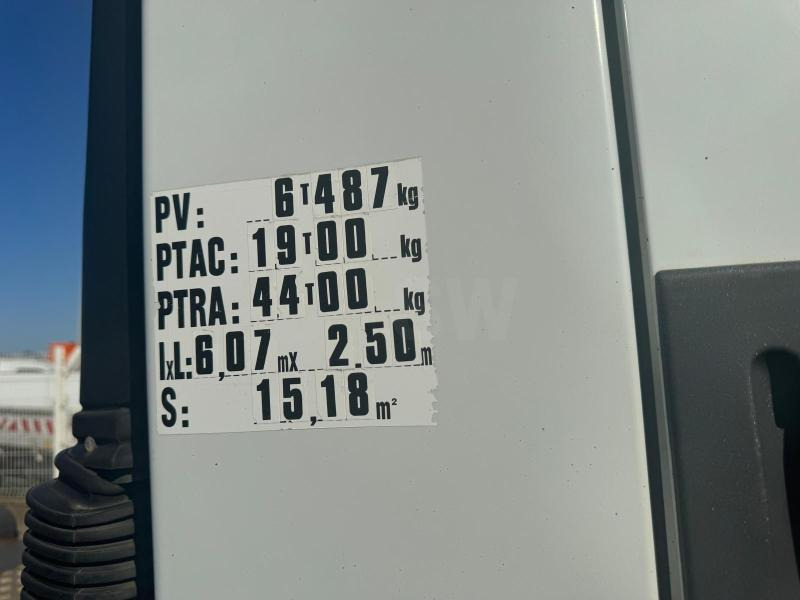 PV: 6T487 kg
PTAC: 19T00 kg
PTRA: 44T00 kg
lxL: 6,07 mx 2.50 m
S: 15,18 m²